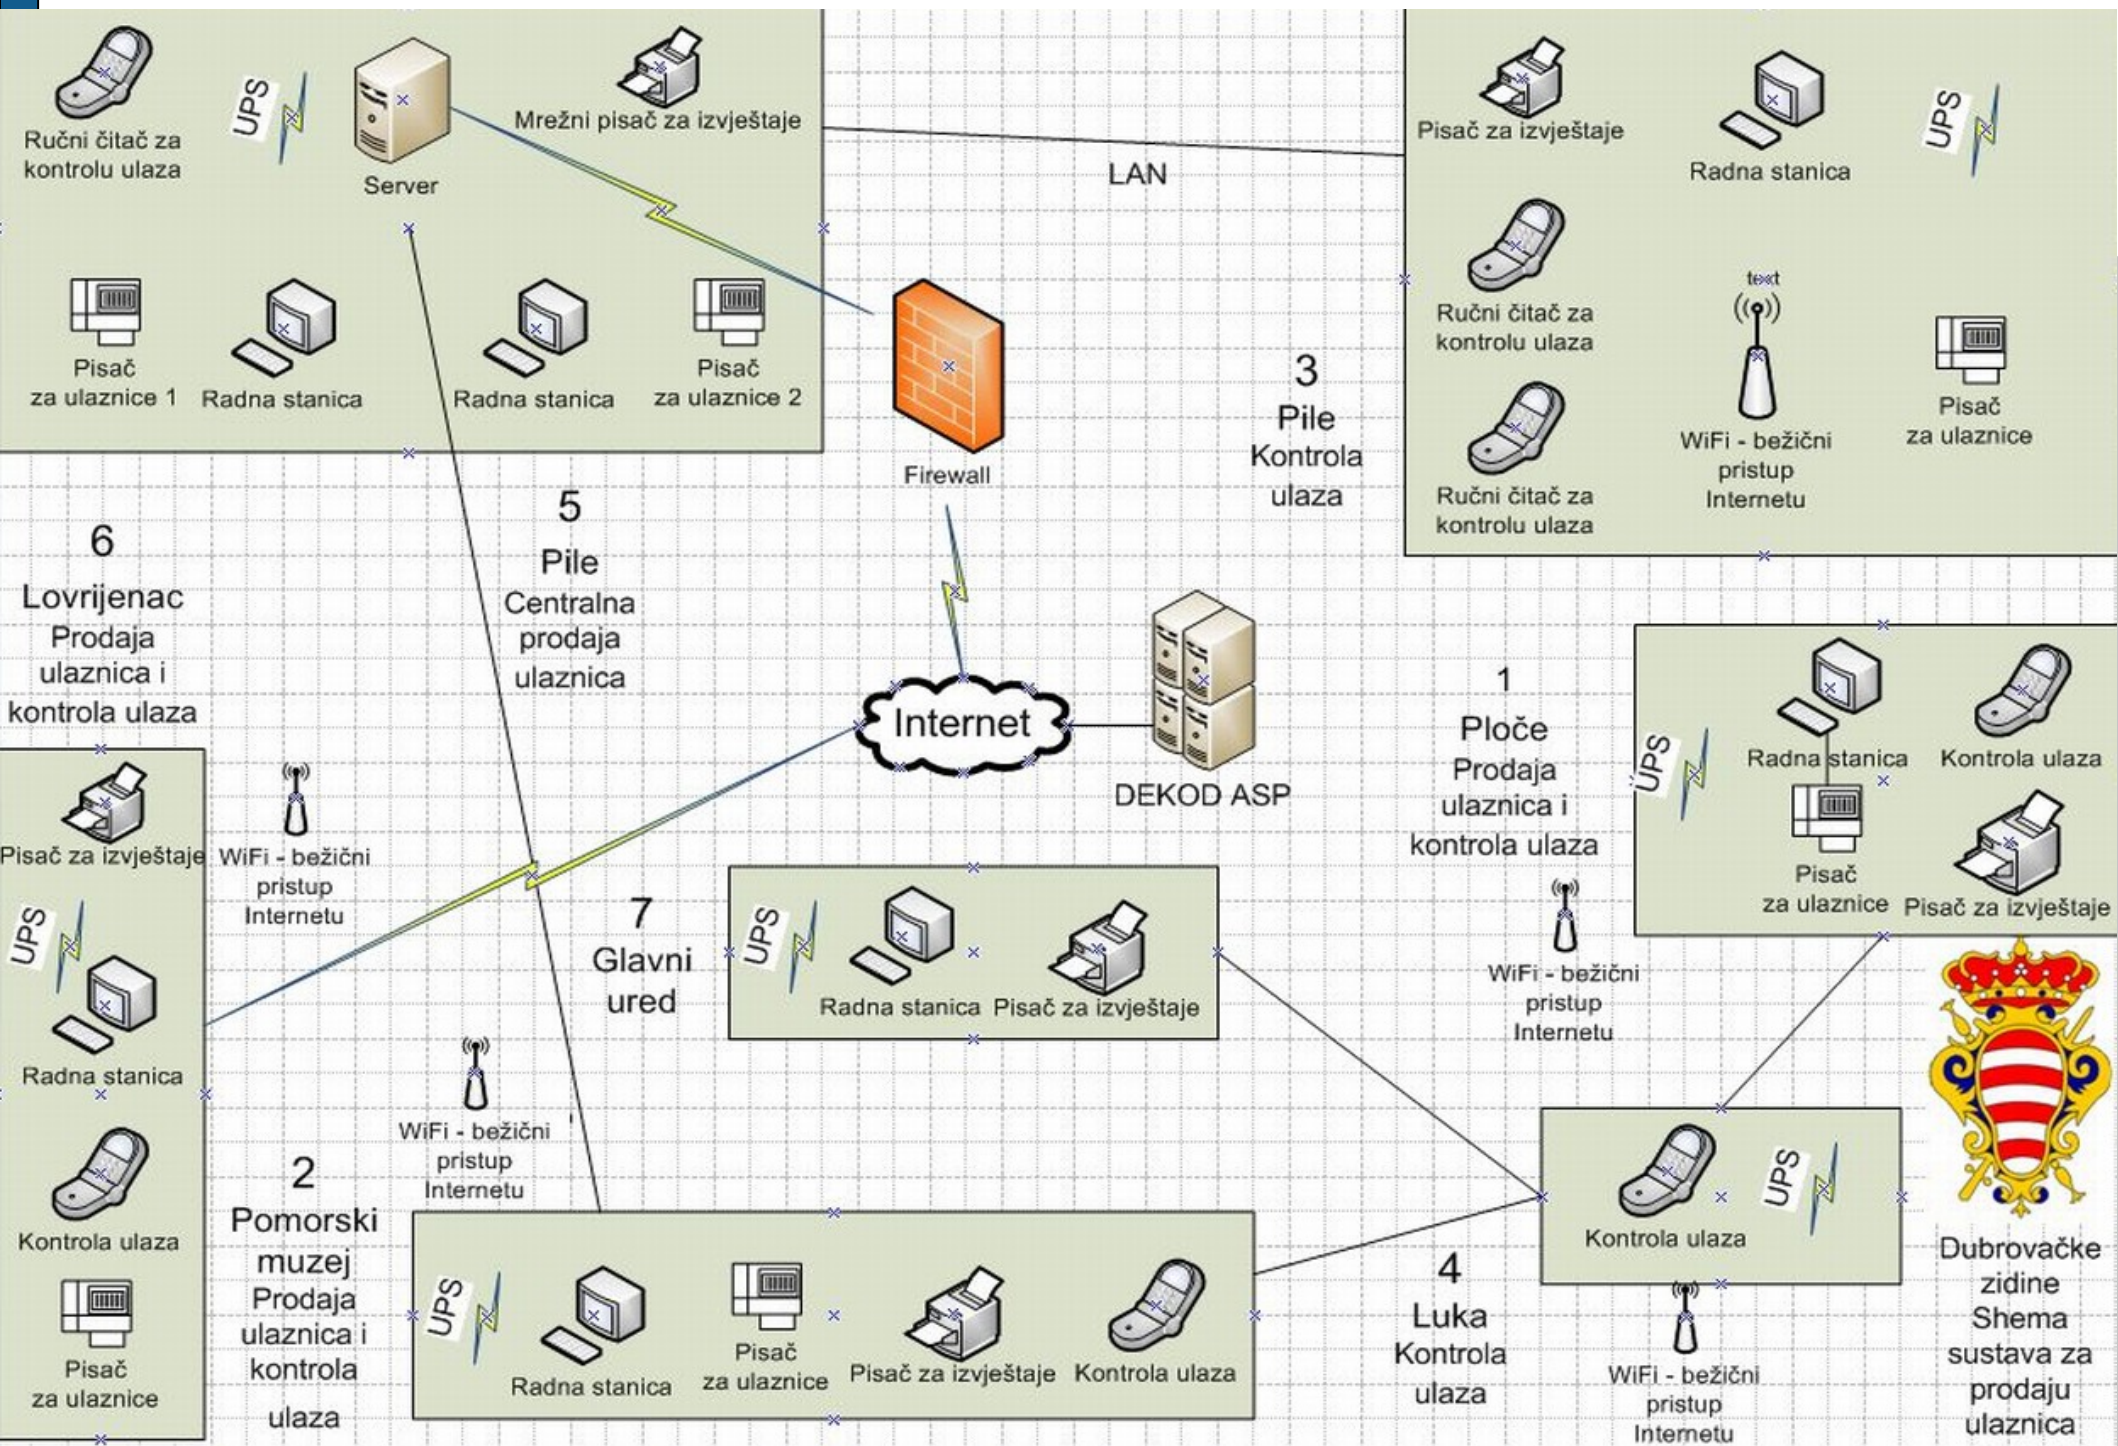 Ručni čitač za
kontrolu ulaza
UPS
Server
Mrežni pisač za izvještaje
Pisač
za ulaznice 1
Radna stanica
Radna stanica
Pisač
za ulaznice 2
LAN
Firewall
Pisač za izvještaje
Radna stanica
UPS
Ručni čitač za
kontrolu ulaza
text
WiFi - bežični
pristup
Internetu
Pisač
za ulaznice
Ručni čitač za
kontrolu ulaza
3
Pile
Kontrola
ulaza
5
Pile
Centralna
prodaja
ulaznica
6
Lovrijenac
Prodaja
ulaznica i
kontrola ulaza
Internet
DEKOD ASP
1
Ploče
Prodaja
ulaznica i
kontrola ulaza
UPS
Radna stanica
Kontrola ulaza
Pisač
za ulaznice
Pisač za izvještaje
WiFi - bežični
pristup
Internetu
Pisač za izvještaje
UPS
Radna stanica
Kontrola ulaza
Pisač
za ulaznice
WiFi - bežični
pristup
Internetu
7
Glavni
ured
UPS
Radna stanica
Pisač za izvještaje
WiFi - bežični
pristup
Internetu
2
Pomorski
muzej
Prodaja
ulaznica i
kontrola
ulaza
UPS
Radna stanica
Pisač
za ulaznice
Pisač za izvještaje
Kontrola ulaza
4
Luka
Kontrola
ulaza
Kontrola ulaza
UPS
WiFi - bežični
pristup
Internetu
Dubrovačke
zidine
Shema
sustava za
prodaju
ulaznica